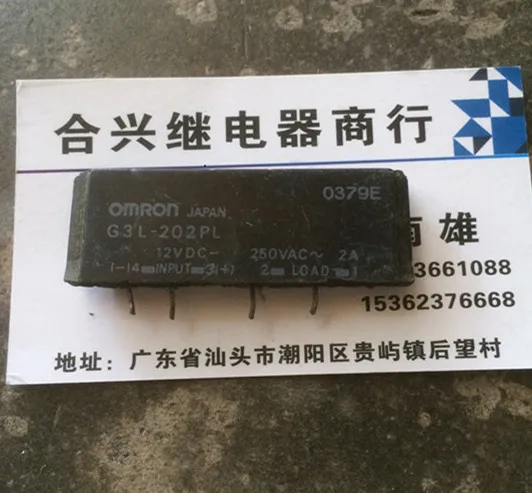 合兴继电器商行
OMRON JAPAN 0379E
G3L-202PL
12VDC⎓ 250VAC~ 2A
INPUT 3(+) 2 LOAD 1
雄
3661088
15362376668
地址：广东省汕头市潮阳区贵屿镇后望村